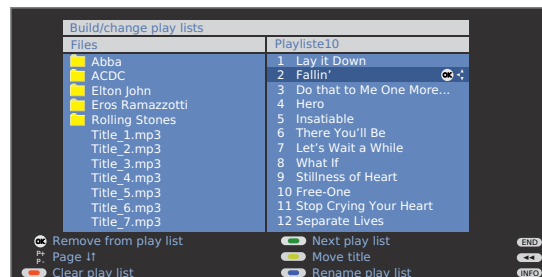 Build/change play lists
Files
Playliste10
Abba
ACDC
Elton John
Eros Ramazzotti
Rolling Stones
Title_1.mp3
Title_2.mp3
Title_3.mp3
Title_4.mp3
Title_5.mp3
Title_6.mp3
Title_7.mp3
1 Lay it Down
2 Fallin’ OK
3 Do that to Me One More...
4 Hero
5 Insatiable
6 There You’ll Be
7 Let’s Wait a While
8 What If
9 Stillness of Heart
10 Free-One
11 Stop Crying Your Heart
12 Separate Lives
OK Remove from play list
Next play list
END
P+ P- Page ↓↑
Move title
Clear play list
Rename play list
INFO